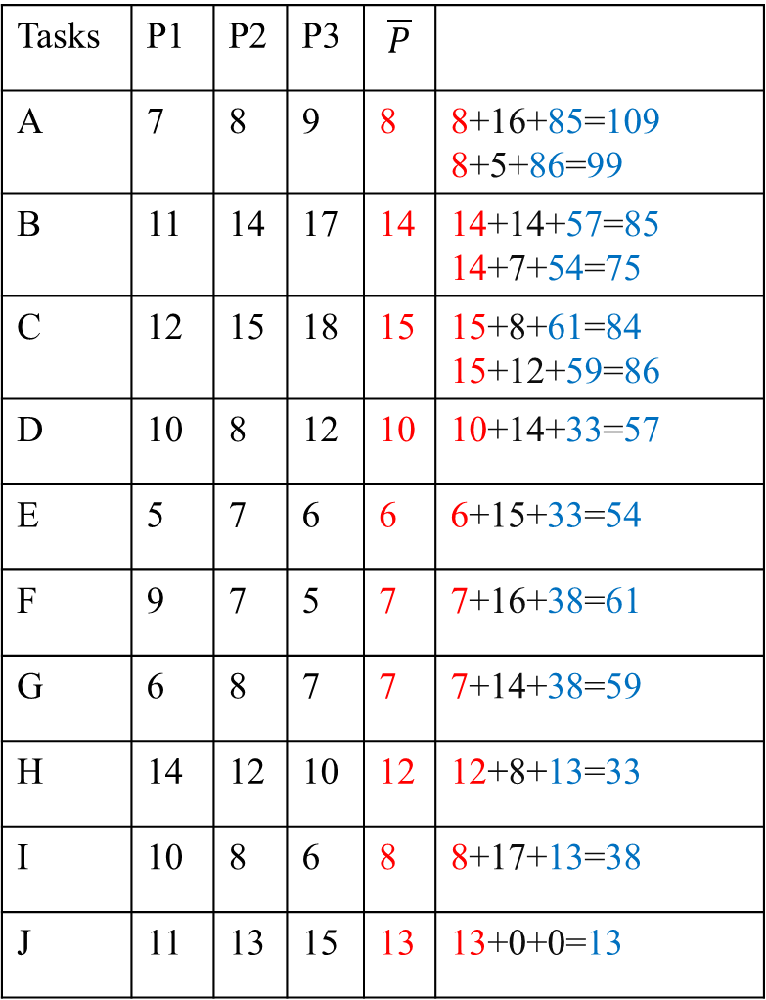 Tasks P1 P2 P3 P̅
A 7 8 9 8 8+16+85=109
8+5+86=99
B 11 14 17 14 14+14+57=85
14+7+54=75
C 12 15 18 15 15+8+61=84
15+12+59=86
D 10 8 12 10 10+14+33=57
E 5 7 6 6 6+15+33=54
F 9 7 5 7 7+16+38=61
G 6 8 7 7 7+14+38=59
H 14 12 10 12 12+8+13=33
I 10 8 6 8 8+17+13=38
J 11 13 15 13 13+0+0=13